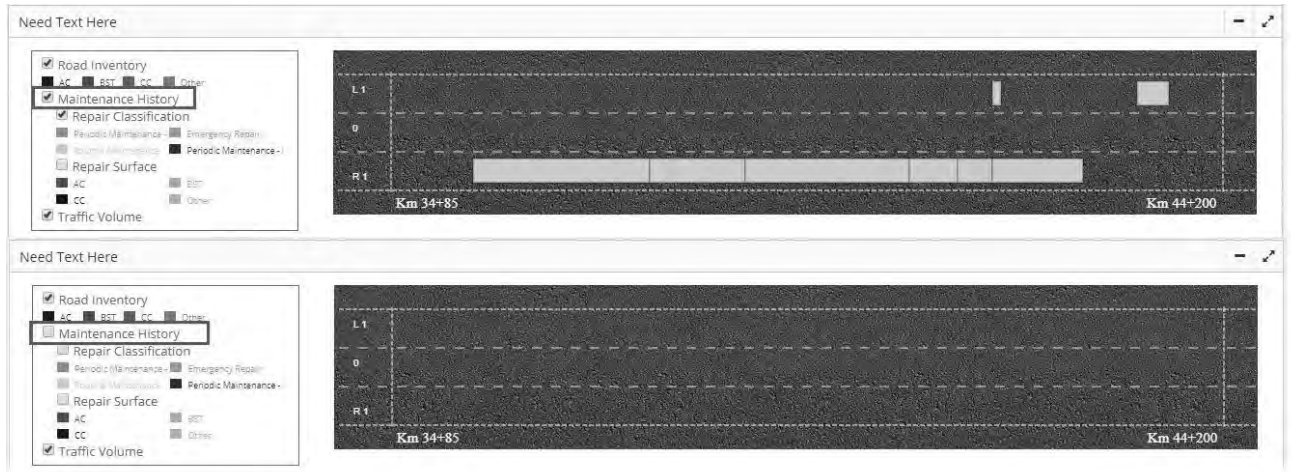 Need Text Here
Road Inventory
AC BST CC Other
Maintenance History
Repair Classification
Periodic Maintenance - Emergency Repair
Periodic Maintenance -
Repair Surface
AC BST
CC Other
Traffic Volume
L1
0
R1
Km 34+85 Km 44+200
Need Text Here
Road Inventory
AC BST CC Other
Maintenance History
Repair Classification
Periodic Maintenance - Emergency Repair
Periodic Maintenance -
Repair Surface
AC BST
CC Other
Traffic Volume
L1
0
R1
Km 34+85 Km 44+200